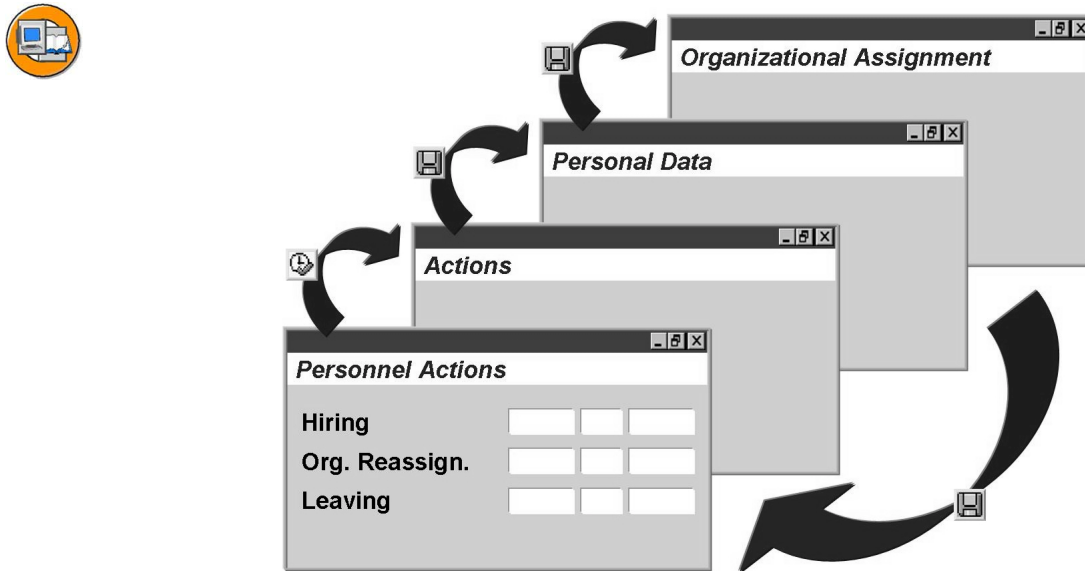 Organizational Assignment
Personal Data
Actions
Personnel Actions
Hiring
Org. Reassign.
Leaving